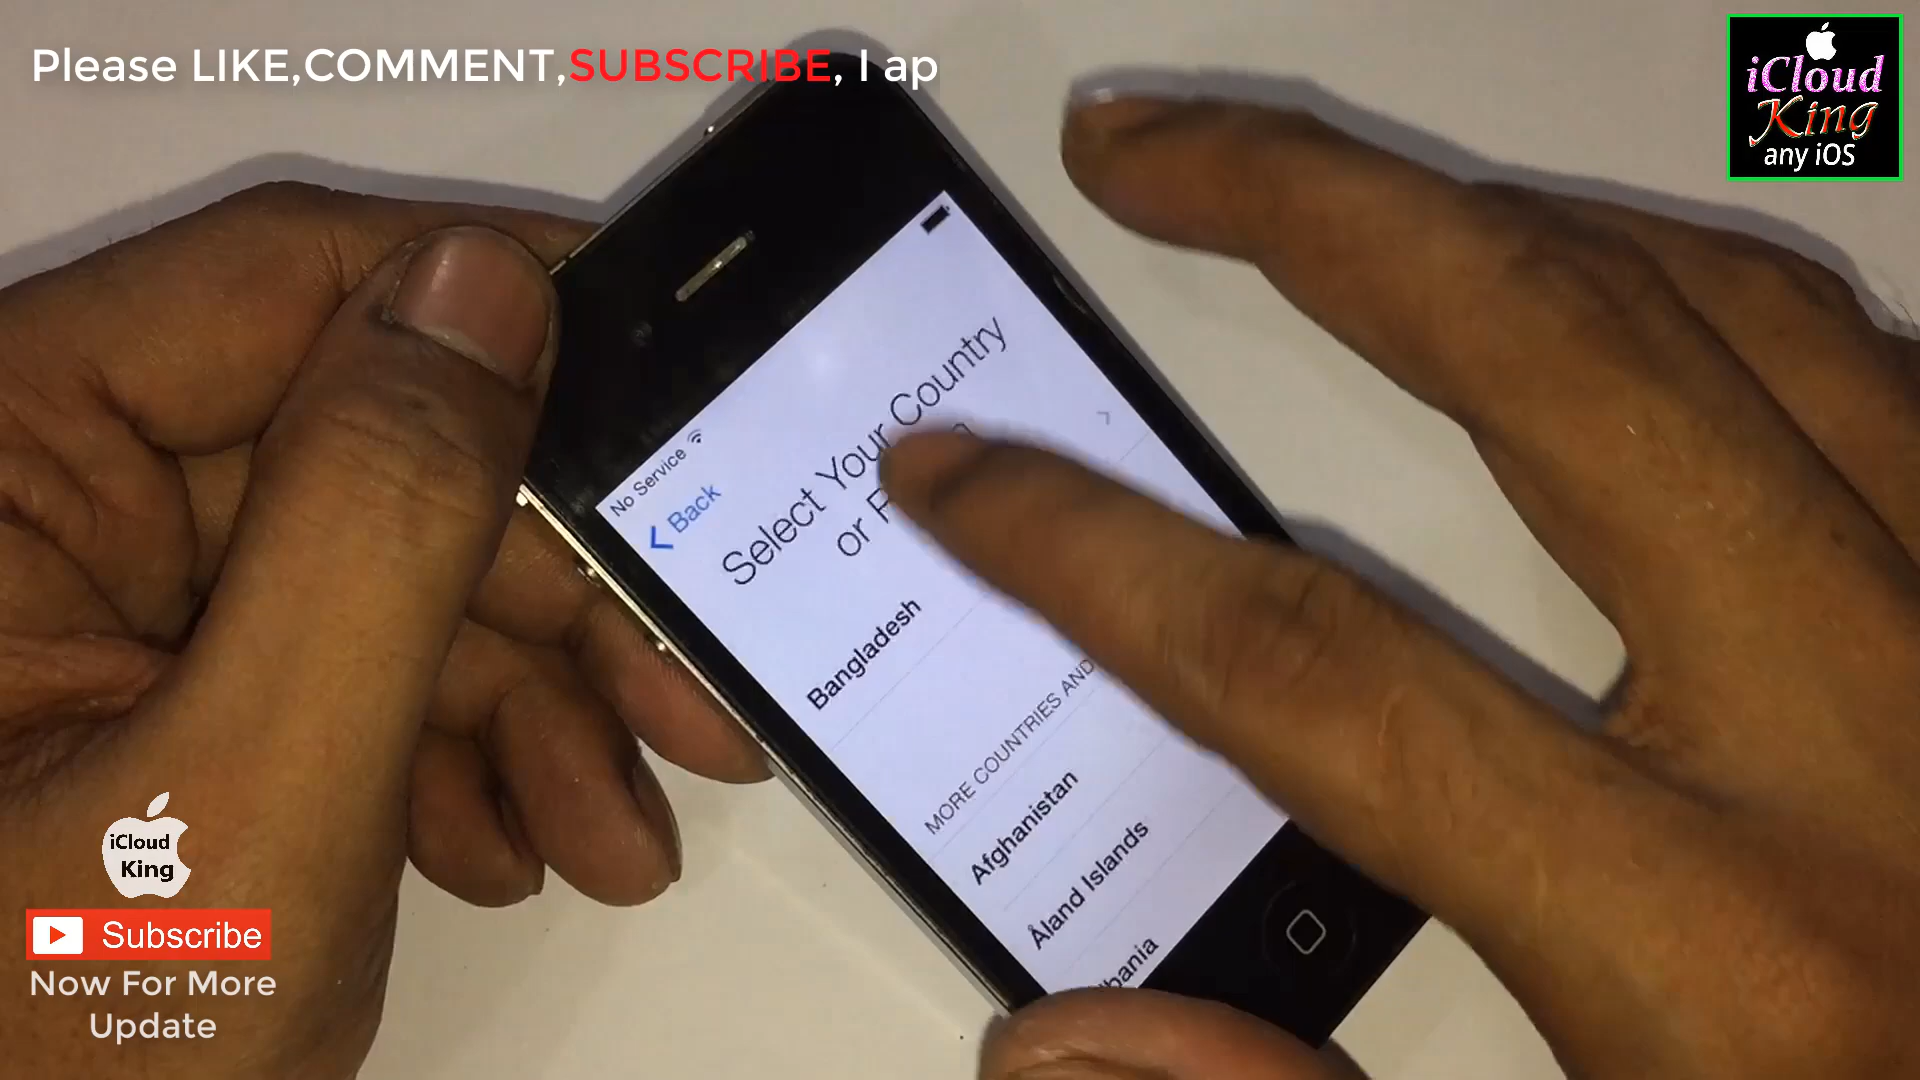 Please LIKE,COMMENT,SUBSCRIBE, I ap
iCloud
King
any iOS
No Service
Back
Select Your Country
or
Bangladesh
MORE COUNTRIES AND
Afghanistan
Åland Islands
iCloud
King
Subscribe
Now For More
Update